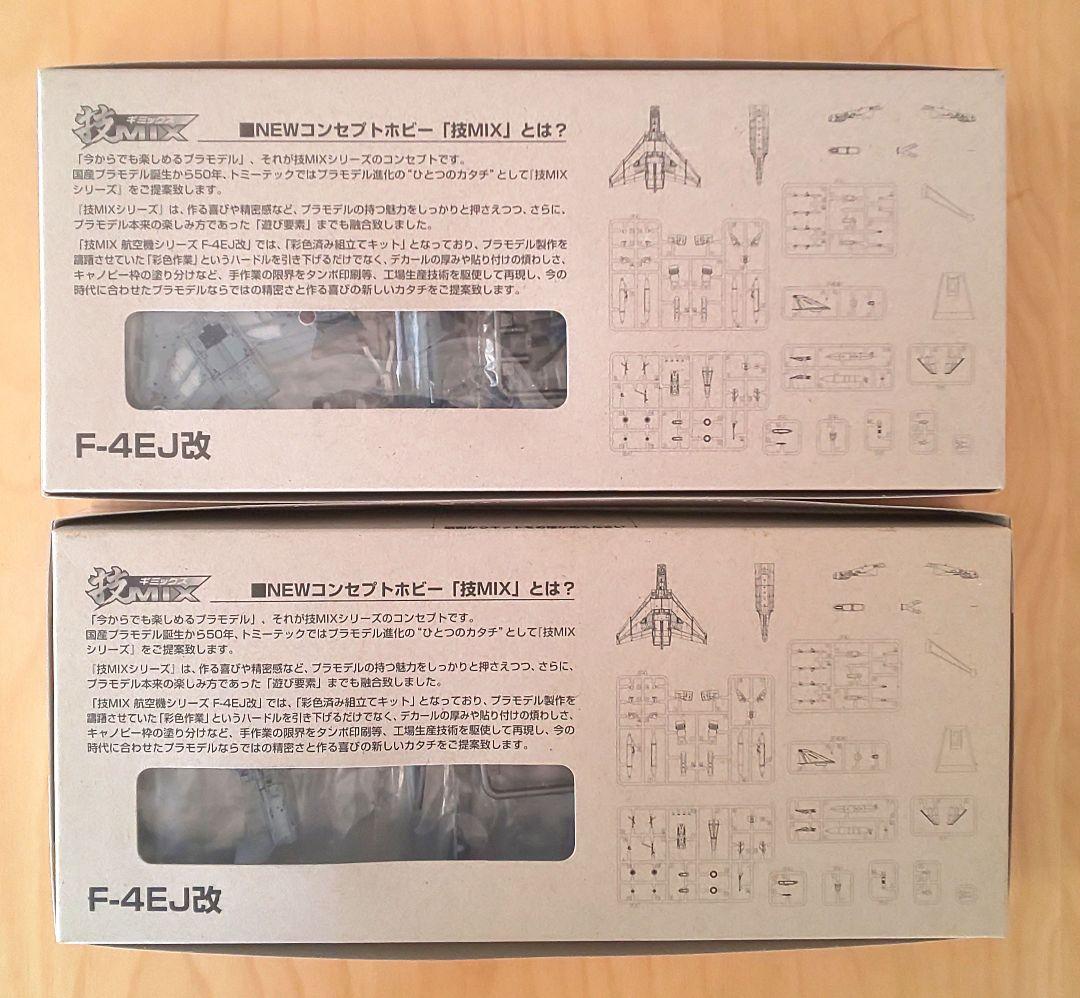 技MIX ギミックス
■NEWコンセプトホビー「技MIX」とは？
「今からでも楽しめるプラモデル」、それが技MIXシリーズのコンセプトです。
国産プラモデル誕生から50年、トミーテックではプラモデル進化の“ひとつのカタチ”として『技MIX
シリーズ』をご提案致します。
『技MIXシリーズ』は、作る喜びや精密感など、プラモデルの持つ魅力をしっかりと押さえつつ、さらに、
プラモデル本来の楽しみ方であった「遊び要素」までも融合致しました。
「技MIX 航空機シリーズ F-4EJ改」では、「彩色済み組立てキット」となっており、プラモデル製作を
躊躇させていた「彩色作業」というハードルを引き下げるだけでなく、デカールの厚みや貼り付けの煩わしさ、
キャノピー枠の塗り分けなど、手作業の限界をタンポ印刷等、工場生産技術を駆使して再現し、今の
時代に合わせたプラモデルならではの精密さと作る喜びの新しいカタチをご提案致します。
F-4EJ改
技MIX ギミックス
■NEWコンセプトホビー「技MIX」とは？
「今からでも楽しめるプラモデル」、それが技MIXシリーズのコンセプトです。
国産プラモデル誕生から50年、トミーテックではプラモデル進化の“ひとつのカタチ”として『技MIX
シリーズ』をご提案致します。
『技MIXシリーズ』は、作る喜びや精密感など、プラモデルの持つ魅力をしっかりと押さえつつ、さらに、
プラモデル本来の楽しみ方であった「遊び要素」までも融合致しました。
「技MIX 航空機シリーズ F-4EJ改」では、「彩色済み組立てキット」となっており、プラモデル製作を
躊躇させていた「彩色作業」というハードルを引き下げるだけでなく、デカールの厚みや貼り付けの煩わしさ、
キャノピー枠の塗り分けなど、手作業の限界をタンポ印刷等、工場生産技術を駆使して再現し、今の
時代に合わせたプラモデルならではの精密さと作る喜びの新しいカタチをご提案致します。
F-4EJ改